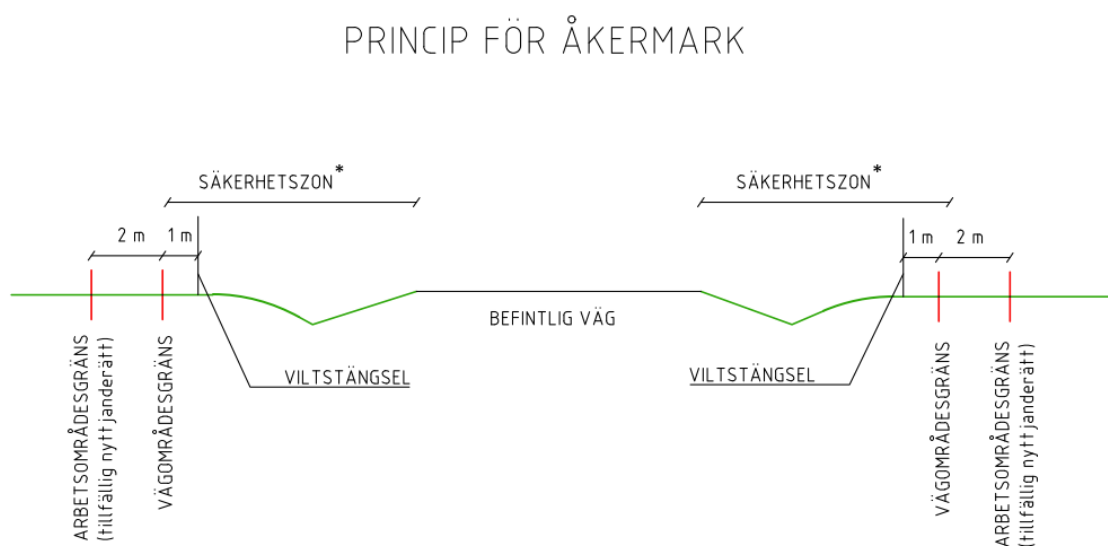 PRINCIP FÖR ÅKERMARK
SÄKERHETSZON*
SÄKERHETSZON*
2 m
1 m
1 m
2 m
BEFINTLIG VÄG
VILTSTÄNGSEL
VILTSTÄNGSEL
ARBETSOMRÅDESGRÄNS
(tillfällig nyttjanderätt)
VÄGOMRÅDESGRÄNS
VÄGOMRÅDESGRÄNS
ARBETSOMRÅDESGRÄNS
(tillfällig nyttjanderätt)